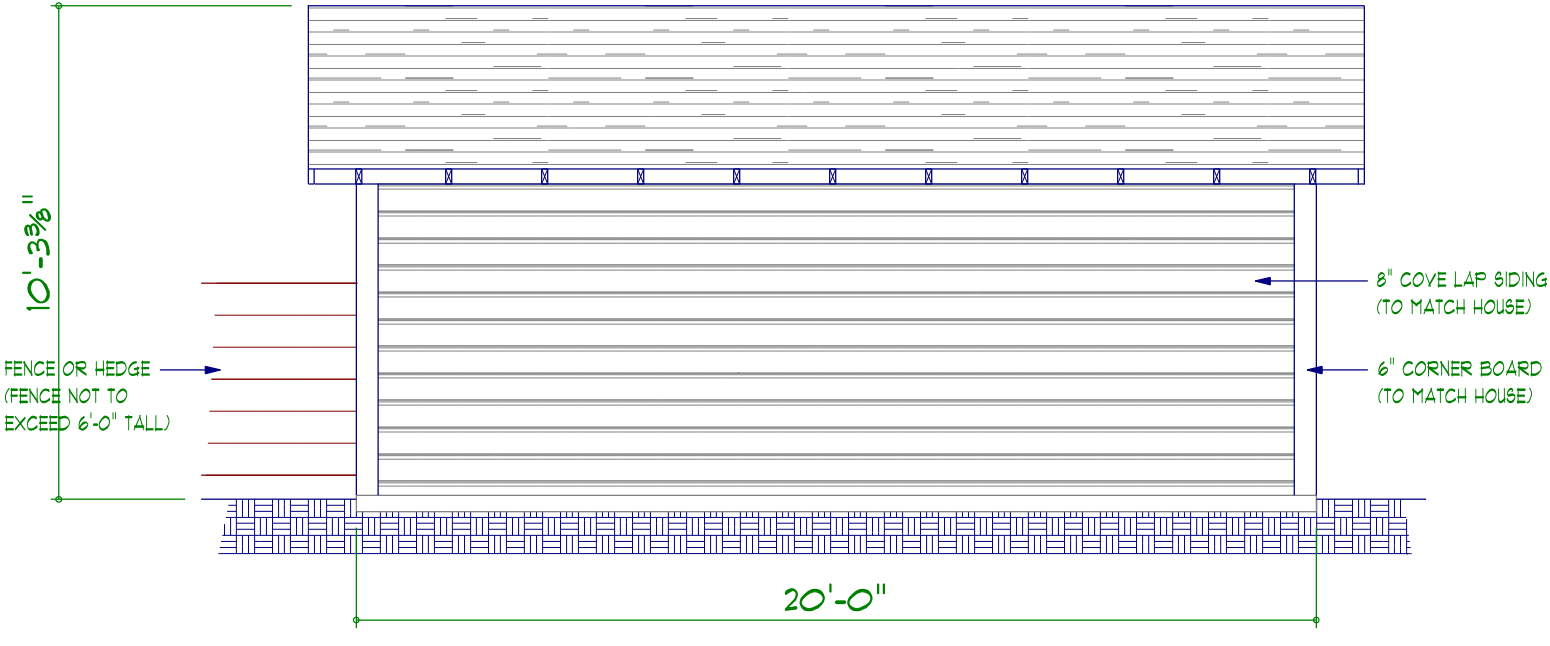 10'-3⅜"
8" COVE LAP SIDING
(TO MATCH HOUSE)
FENCE OR HEDGE
(FENCE NOT TO
EXCEED 6'-0" TALL)
6" CORNER BOARD
(TO MATCH HOUSE)
20'-0"